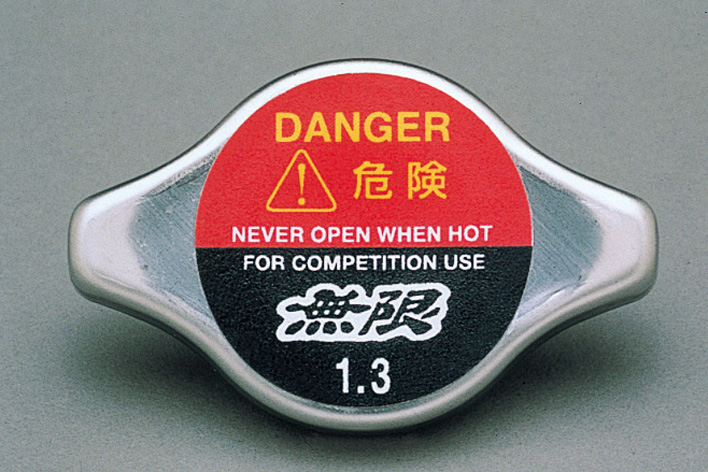 DANGER
危険
NEVER OPEN WHEN HOT
FOR COMPETITION USE
無限
1.3